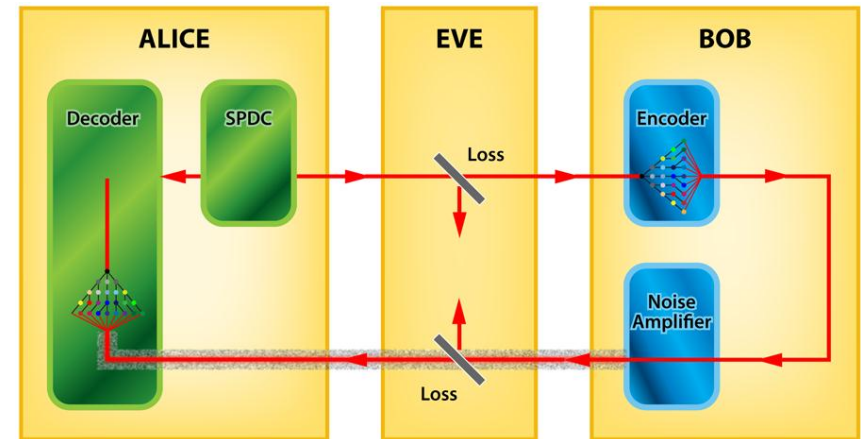 ALICE
EVE
BOB
Decoder
SPDC
Loss
Encoder
Noise
Amplifier
Loss